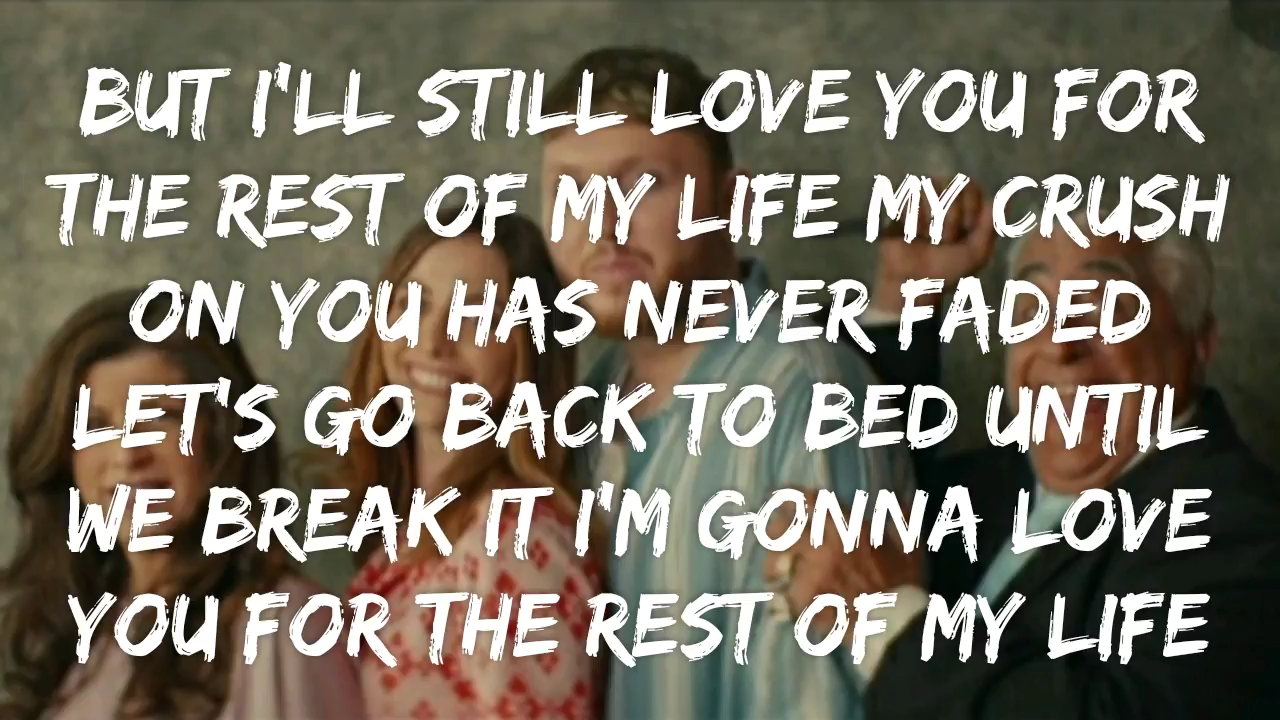 BUT I'LL STILL LOVE YOU FOR
THE REST OF MY LIFE MY CRUSH
ON YOU HAS NEVER FADED
LET'S GO BACK TO BED UNTIL
WE BREAK IT I'M GONNA LOVE
YOU FOR THE REST OF MY LIFE